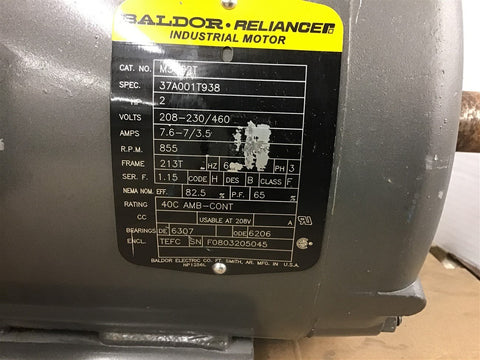 BALDOR · RELIANCER
INDUSTRIAL MOTOR
CAT. NO.
SPEC. 37A001T938
HP 2
VOLTS 208-230/460
AMPS 7.6-7/3.5
R.P.M. 855
FRAME 213T HZ PH 3
SER. F. 1.15 CODE H DES B CLASS F
NEMA NOM. EFF. 82.5 % P.F. 65 %
RATING 40C AMB-CONT
CC USABLE AT 208V A
BEARINGS DE 6307 ODE 6206
ENCL. TEFC SN F0803205045
BALDOR ELECTRIC CO. FT. SMITH, AR. MFG. IN U.S.A.